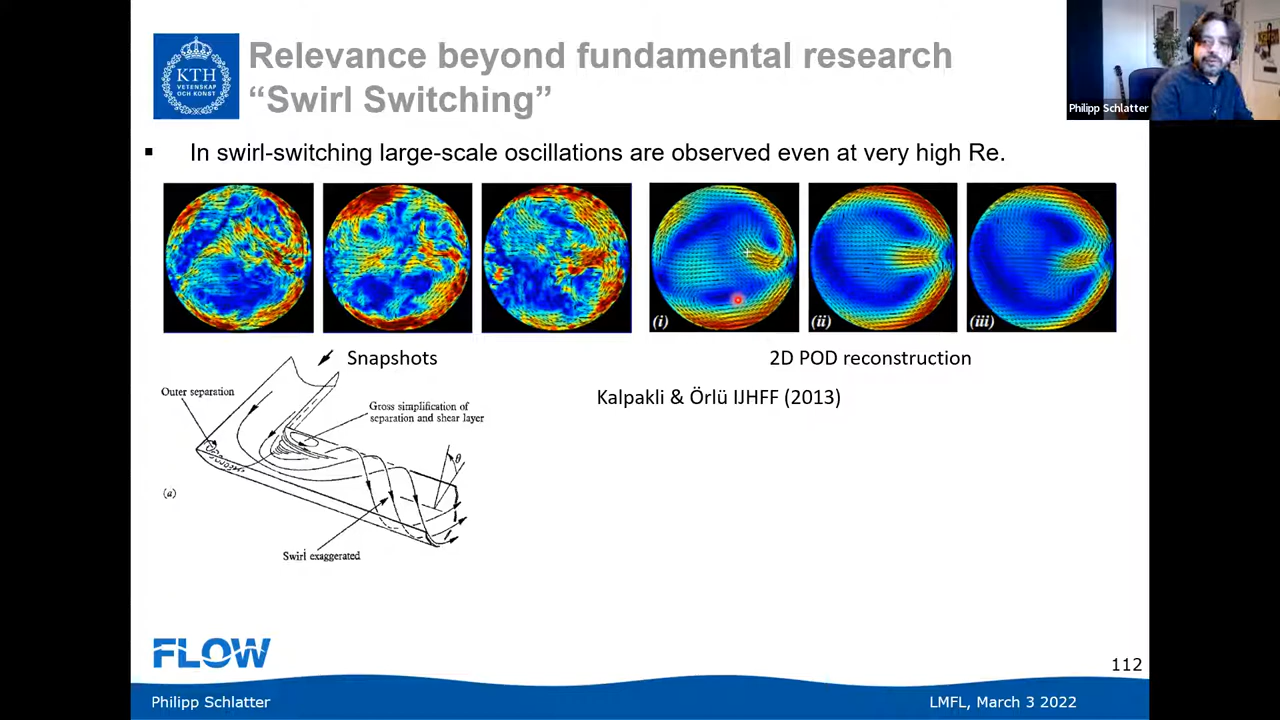 KTH
VETENSKAP
OCH KONST
Relevance beyond fundamental research
“Swirl Switching”
Philipp Schlatter
▪ In swirl-switching large-scale oscillations are observed even at very high Re.
(i)
(ii)
(iii)
Snapshots
2D POD reconstruction
Kalpakli & Örlü IJHFF (2013)
Outer separation
Gross simplification of
separation and shear layer
θ
(a)
Swirl exaggerated
FLOW
112
Philipp Schlatter
LMFL, March 3 2022